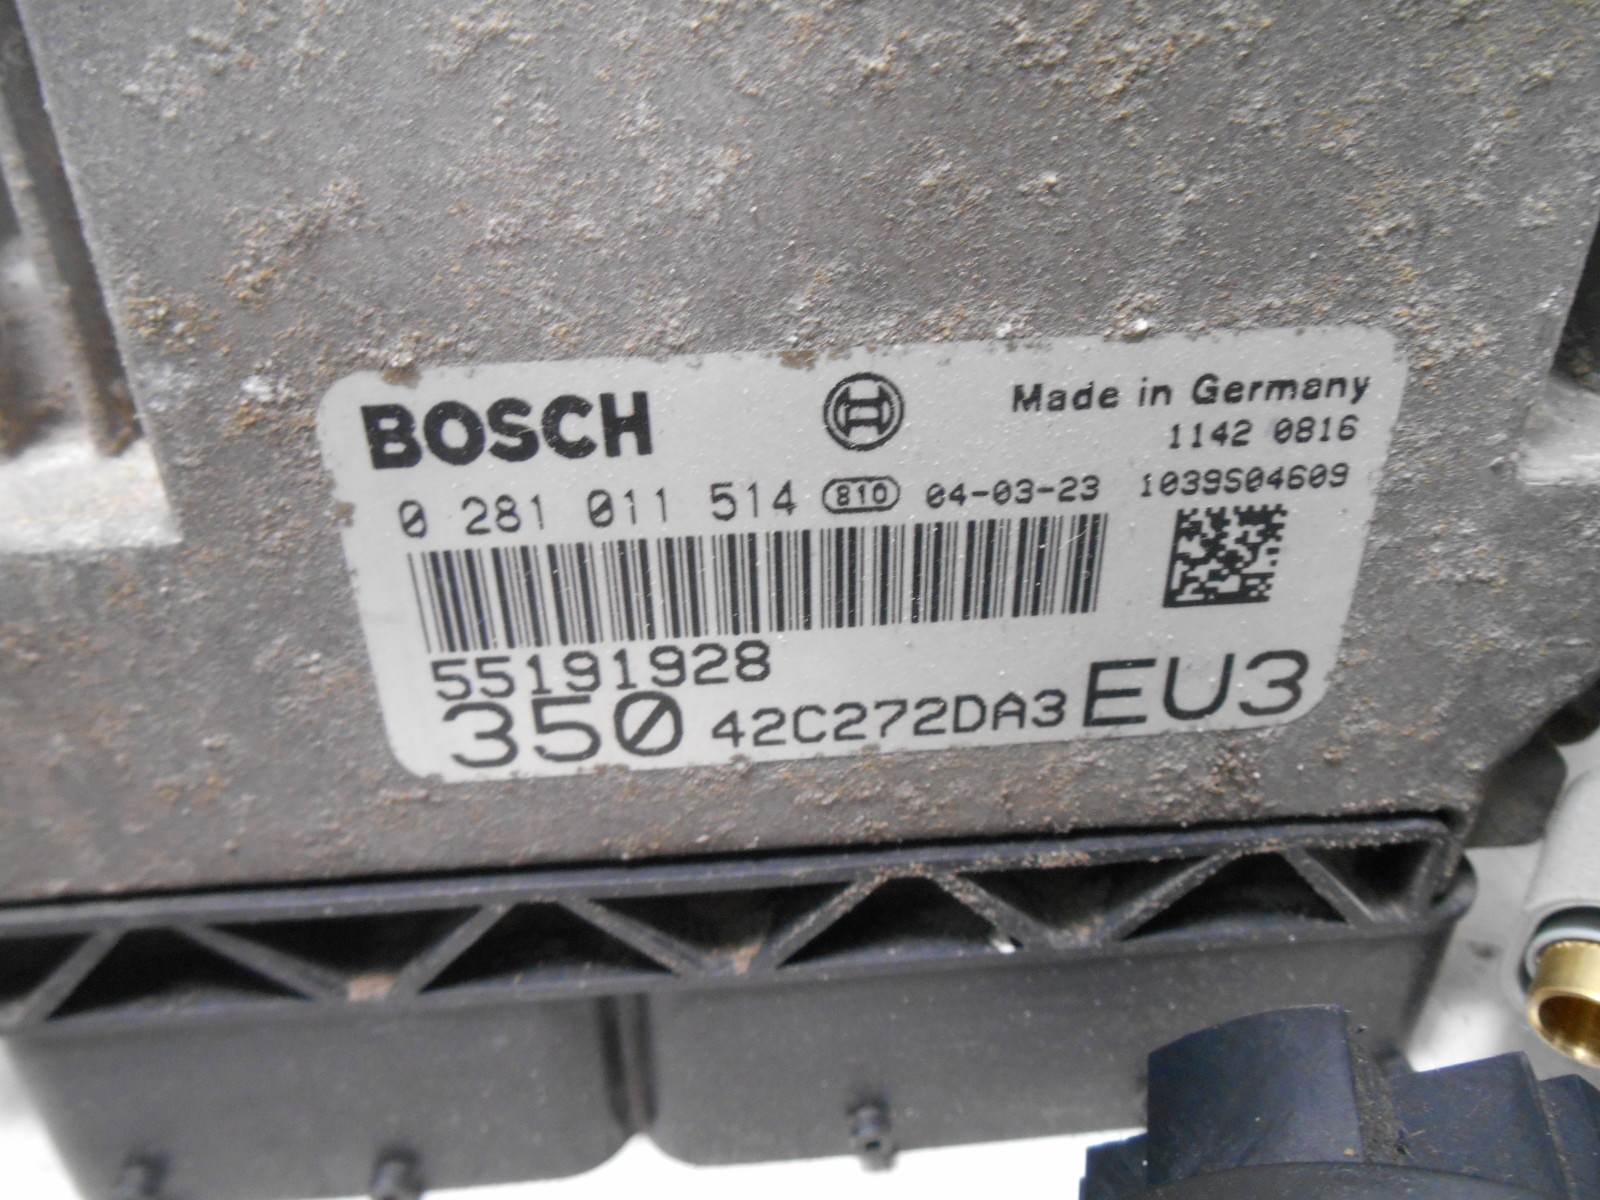 BOSCH Made in Germany
1142 0816
0 281 011 514 810 04-03-23 1039S04609
55191928
350 42C272DA3 EU3